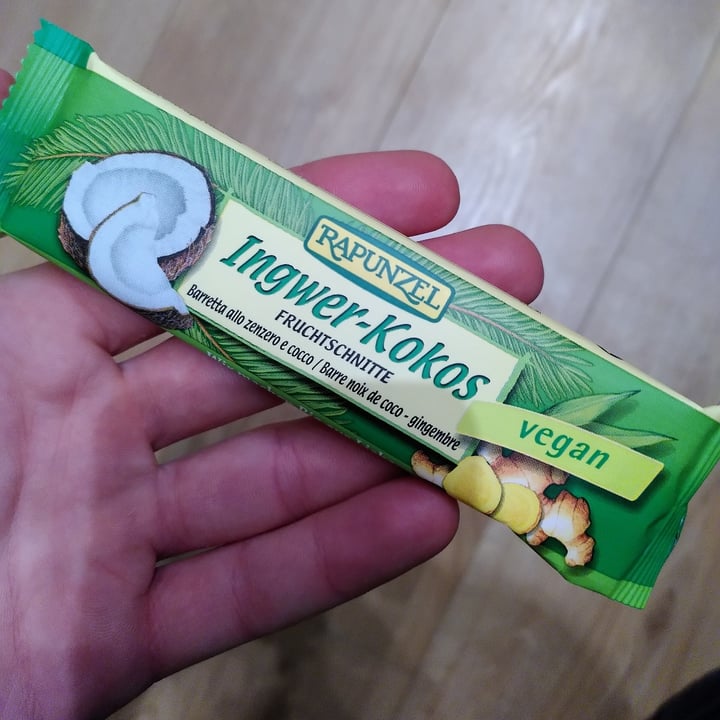 RAPUNZEL
Ingwer-Kokos
FRUCHTSCHNITTE
Barretta allo zenzero e cocco / Barre noix de coco - gingembre
vegan